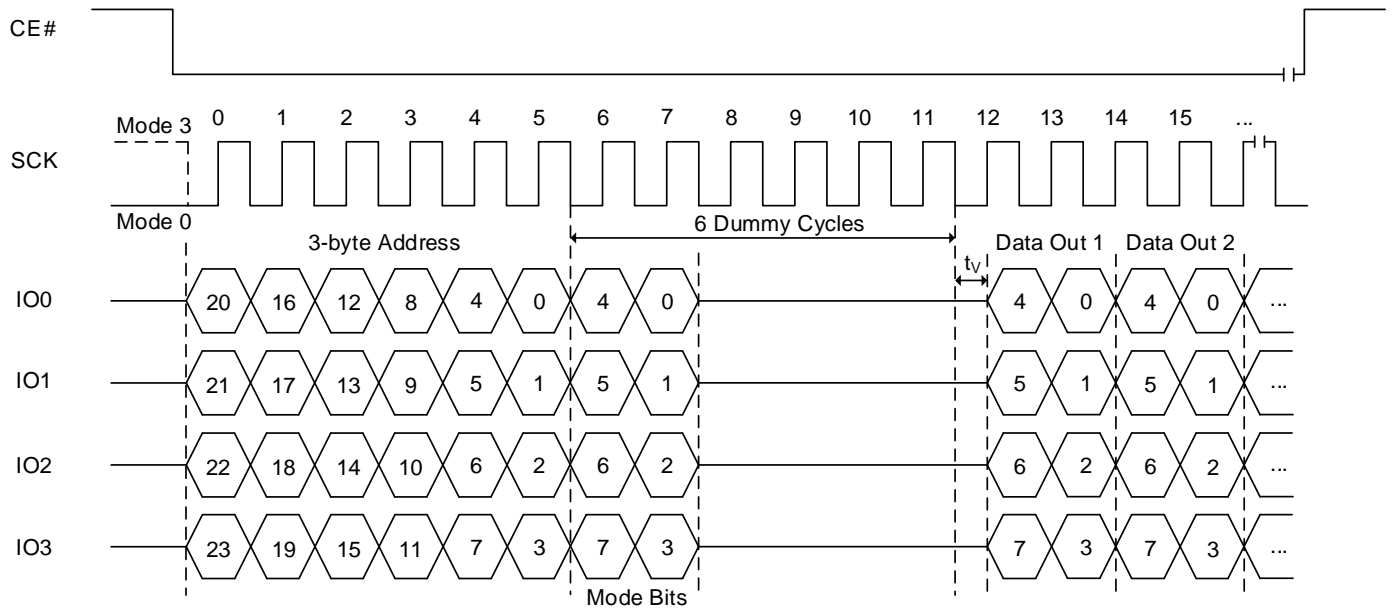 CE#
Mode 3 0 1 2 3 4 5 6 7 8 9 10 11 12 13 14 15 ...
SCK
Mode 0
6 Dummy Cycles
3-byte Address Data Out 1 Data Out 2
tV
IO0 20 16 12 8 4 0 4 0 4 0 4 0 ...
IO1 21 17 13 9 5 1 5 1 5 1 5 1 ...
IO2 22 18 14 10 6 2 6 2 6 2 6 2 ...
IO3 23 19 15 11 7 3 7 3 7 3 7 3 ...
Mode Bits